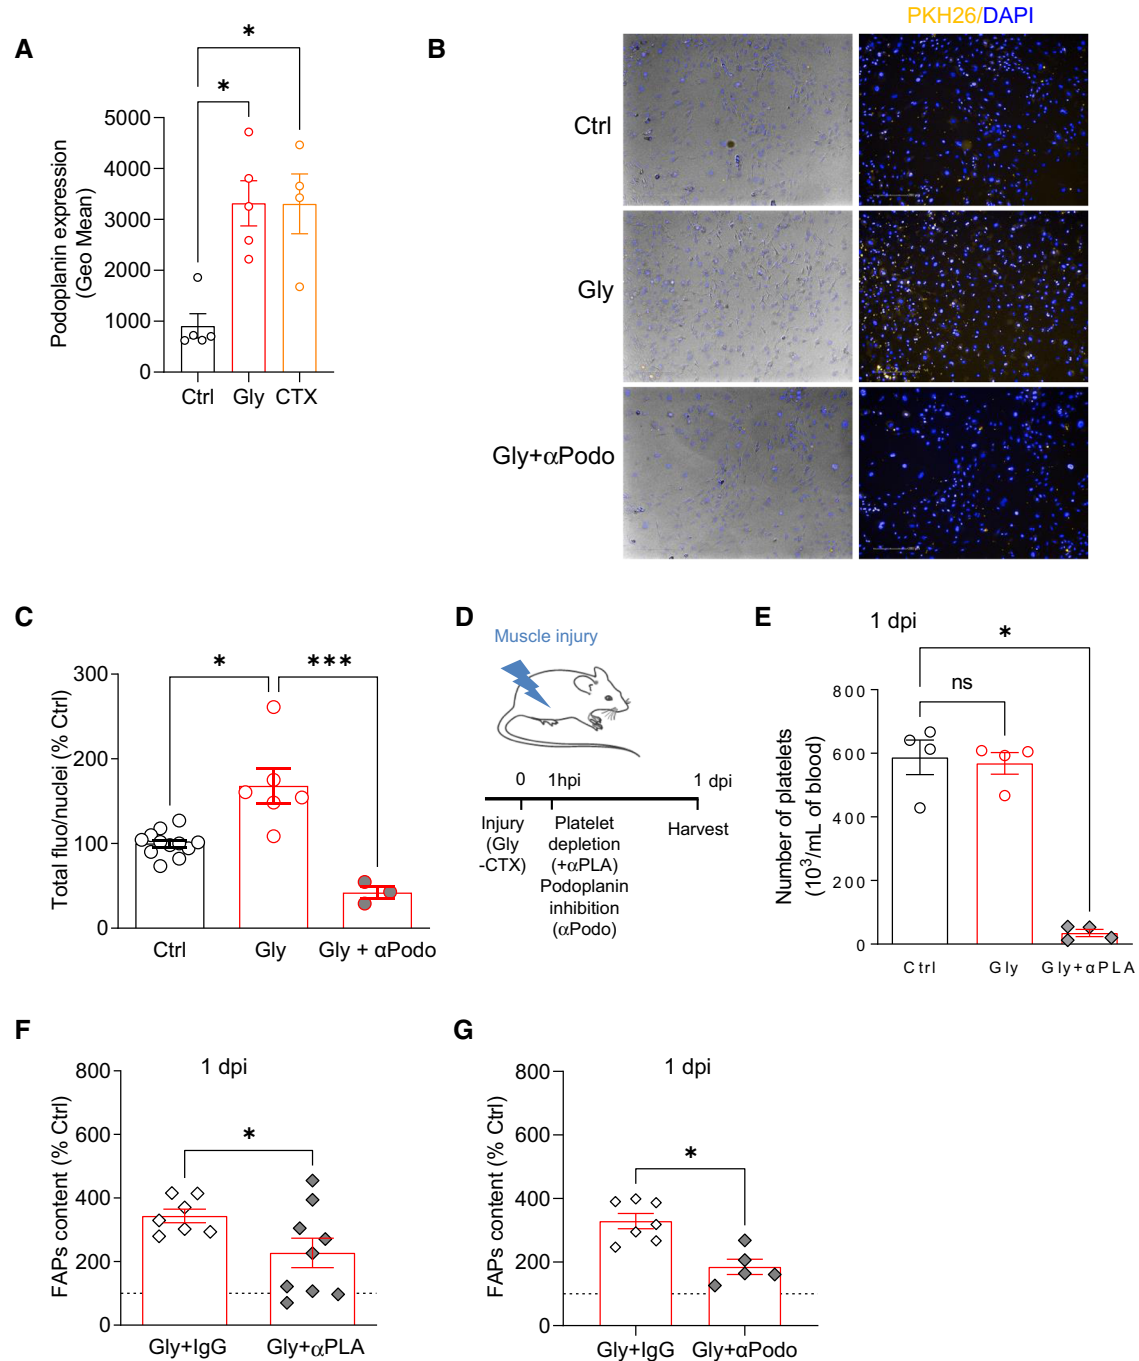 A
*
*
Podoplanin expression
(Geo Mean)
5000
4000
3000
2000
1000
0
Ctrl Gly CTX
B
PKH26/DAPI
Ctrl
Gly
Gly+αPodo
C
* ***
Total fluo/nuclei (% Ctrl)
300
200
100
0
Ctrl Gly Gly + αPodo
D
Muscle injury
0 1hpi 1 dpi
Injury
(Gly
-CTX)
Platelet
depletion
(+αPLA)
Podoplanin
inhibition
(αPodo)
Harvest
E
1 dpi
*
ns
Number of platelets
(10³/mL of blood)
800
600
400
200
0
Ctrl Gly Gly+αPLA
F
1 dpi
*
FAPs content (% Ctrl)
800
600
400
200
0
Gly+IgG Gly+αPLA
G
1 dpi
*
FAPs content (% Ctrl)
800
600
400
200
0
Gly+IgG Gly+αPodo